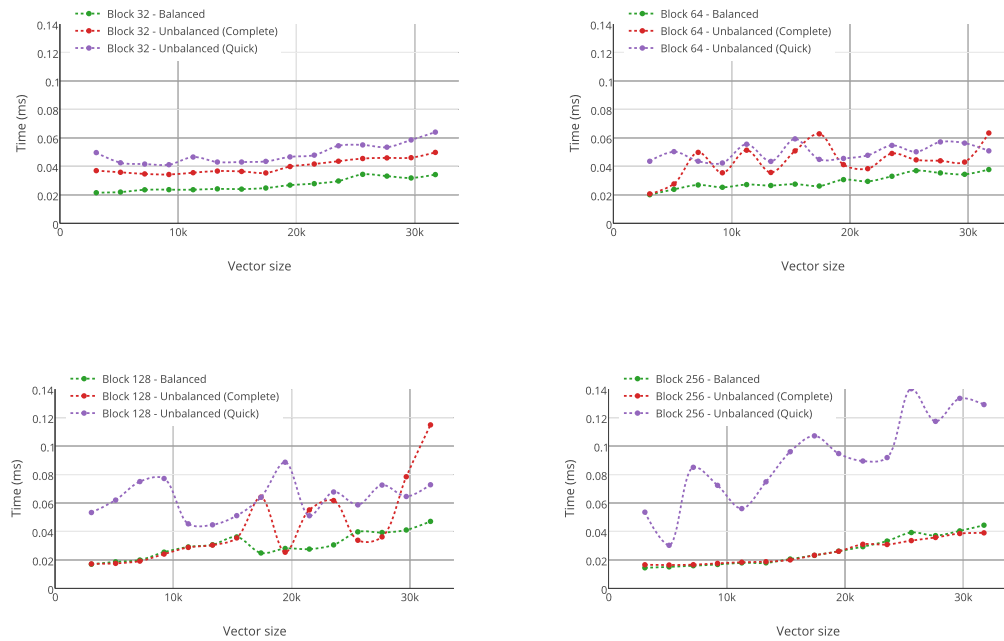 Block 32 - Balanced
Block 32 - Unbalanced (Complete)
Block 32 - Unbalanced (Quick)
0.14
0.12
0.1
0.08
0.06
0.04
0.02
0
Time (ms)
0 10k 20k 30k
Vector size
Block 64 - Balanced
Block 64 - Unbalanced (Complete)
Block 64 - Unbalanced (Quick)
0.14
0.12
0.1
0.08
0.06
0.04
0.02
0
Time (ms)
0 10k 20k 30k
Vector size
Block 128 - Balanced
Block 128 - Unbalanced (Complete)
Block 128 - Unbalanced (Quick)
0.14
0.12
0.1
0.08
0.06
0.04
0.02
0
Time (ms)
0 10k 20k 30k
Vector size
Block 256 - Balanced
Block 256 - Unbalanced (Complete)
Block 256 - Unbalanced (Quick)
0.14
0.12
0.1
0.08
0.06
0.04
0.02
0
Time (ms)
0 10k 20k 30k
Vector size